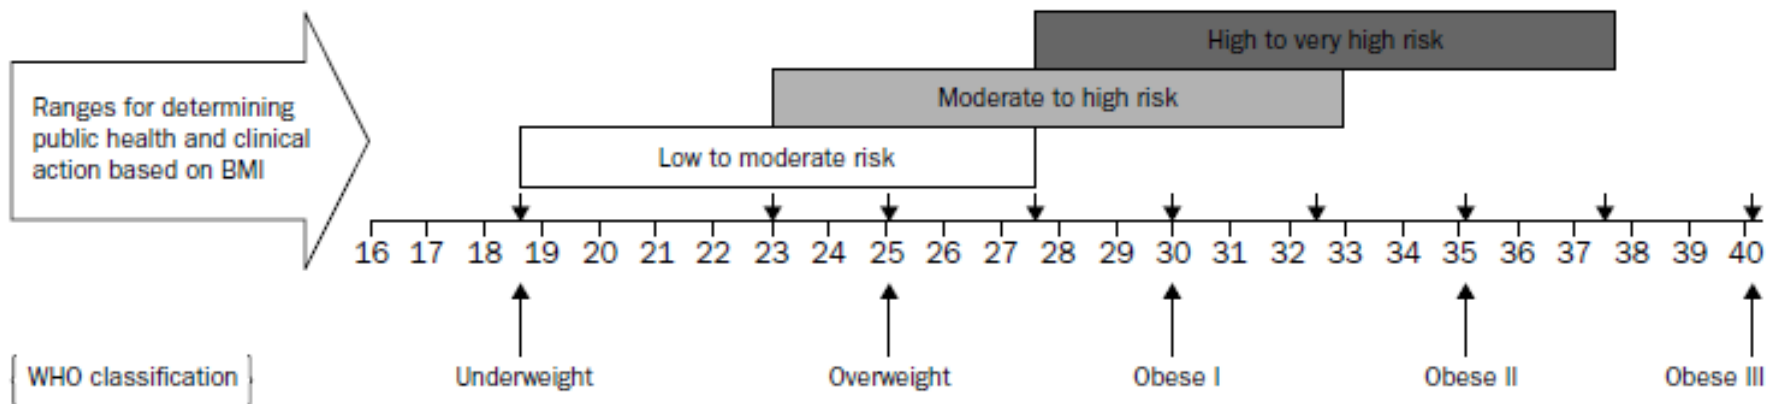 High to very high risk
Moderate to high risk
Ranges for determining
public health and clinical
action based on BMI
Low to moderate risk
16 17 18 19 20 21 22 23 24 25 26 27 28 29 30 31 32 33 34 35 36 37 38 39 40
WHO classification
Underweight
Overweight
Obese I
Obese II
Obese III